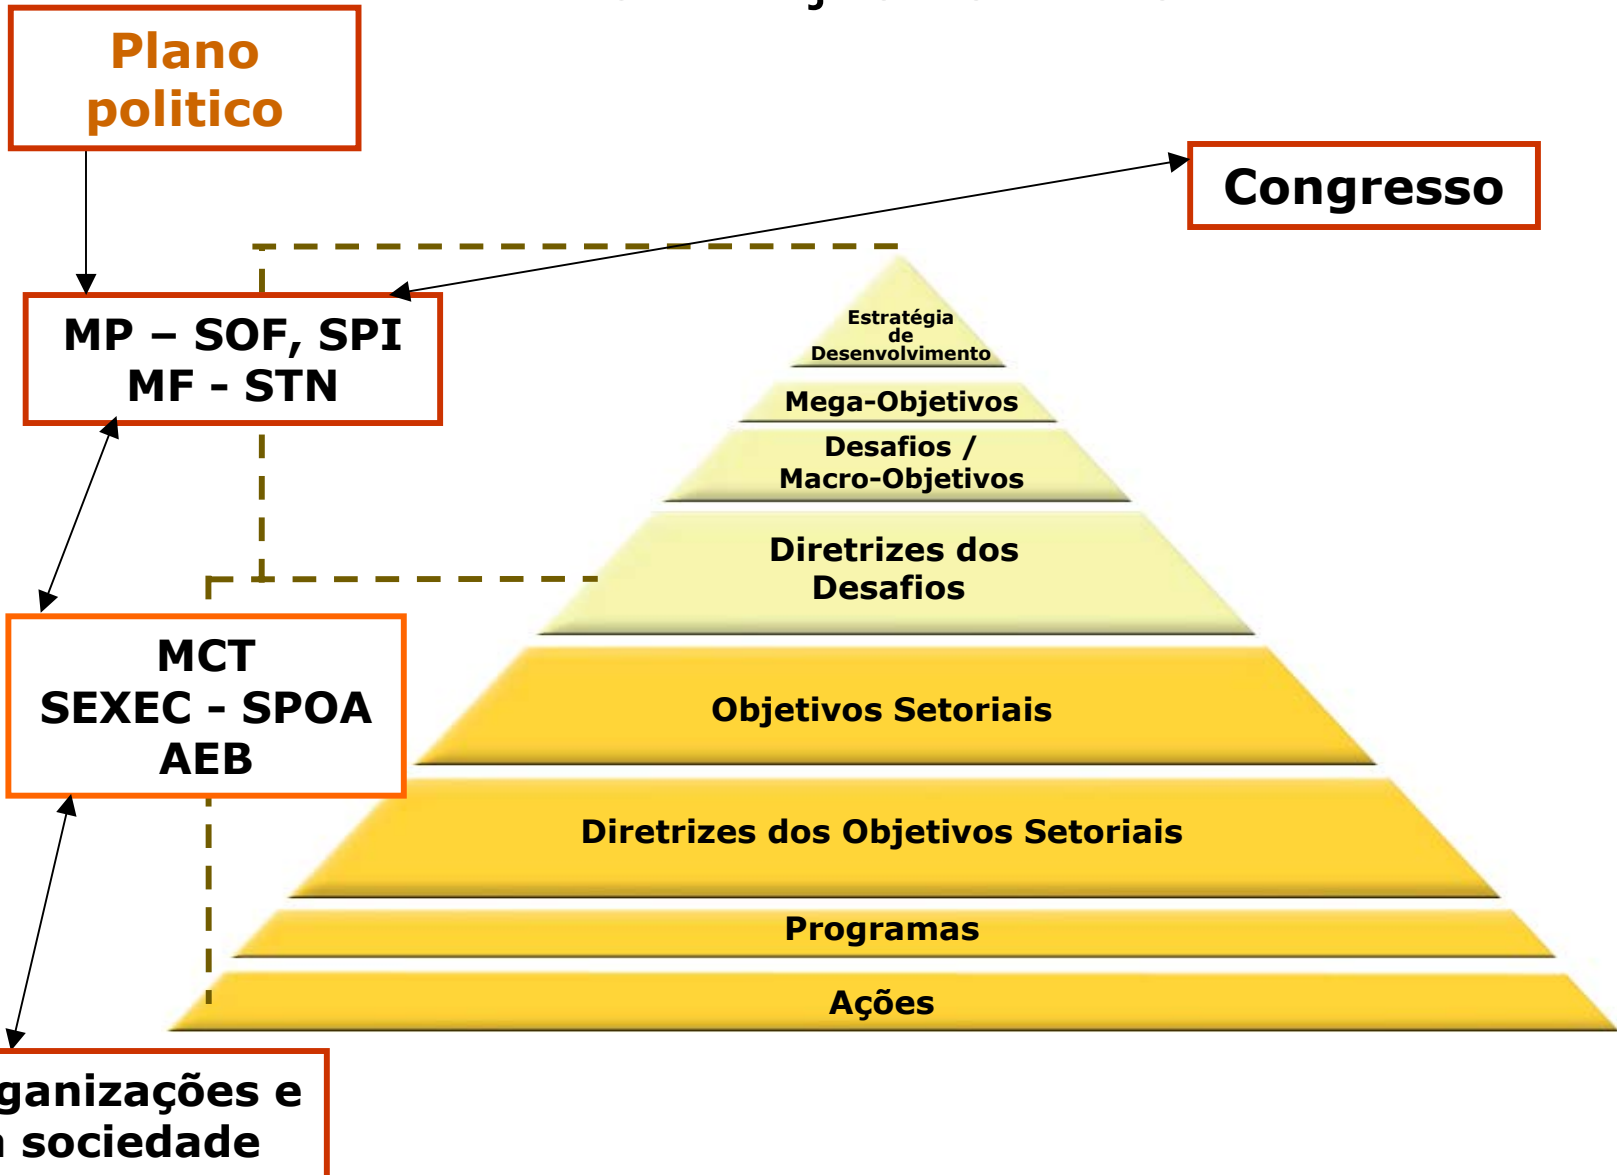 Plano
politico
Congresso
MP – SOF, SPI
MF - STN
Estratégia
de
Desenvolvimento
Mega-Objetivos
Desafios /
Macro-Objetivos
Diretrizes dos
Desafios
MCT
SEXEC - SPOA
AEB
Objetivos Setoriais
Diretrizes dos Objetivos Setoriais
Programas
Ações
ganizações e
sociedade